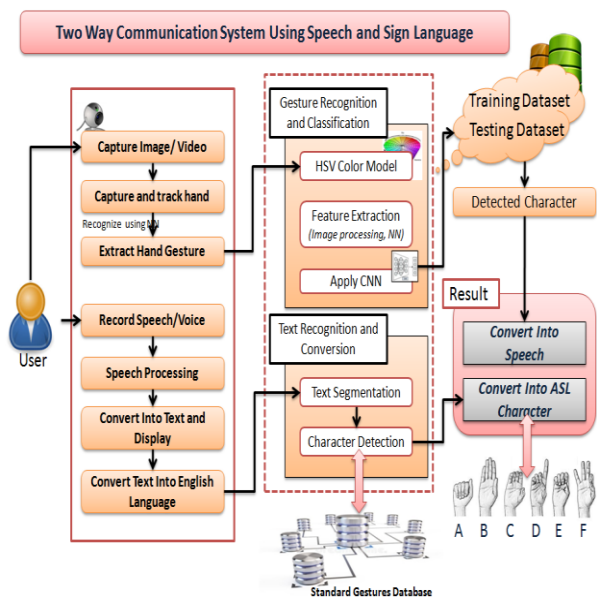 Two Way Communication System Using Speech and Sign Language
Capture Image/ Video
Capture and track hand
Recognize using NN
Extract Hand Gesture
User
Record Speech/Voice
Speech Processing
Convert Into Text and
Display
Convert Text Into English
Language
Gesture Recognition
and Classification
HSV Color Model
Feature Extraction
(Image processing, NN)
Apply CNN
Text Recognition and
Conversion
Text Segmentation
Character Detection
Standard Gestures Database
Training Dataset
Testing Dataset
Detected Character
Result
Convert Into
Speech
Convert Into ASL
Character
A B C D E F